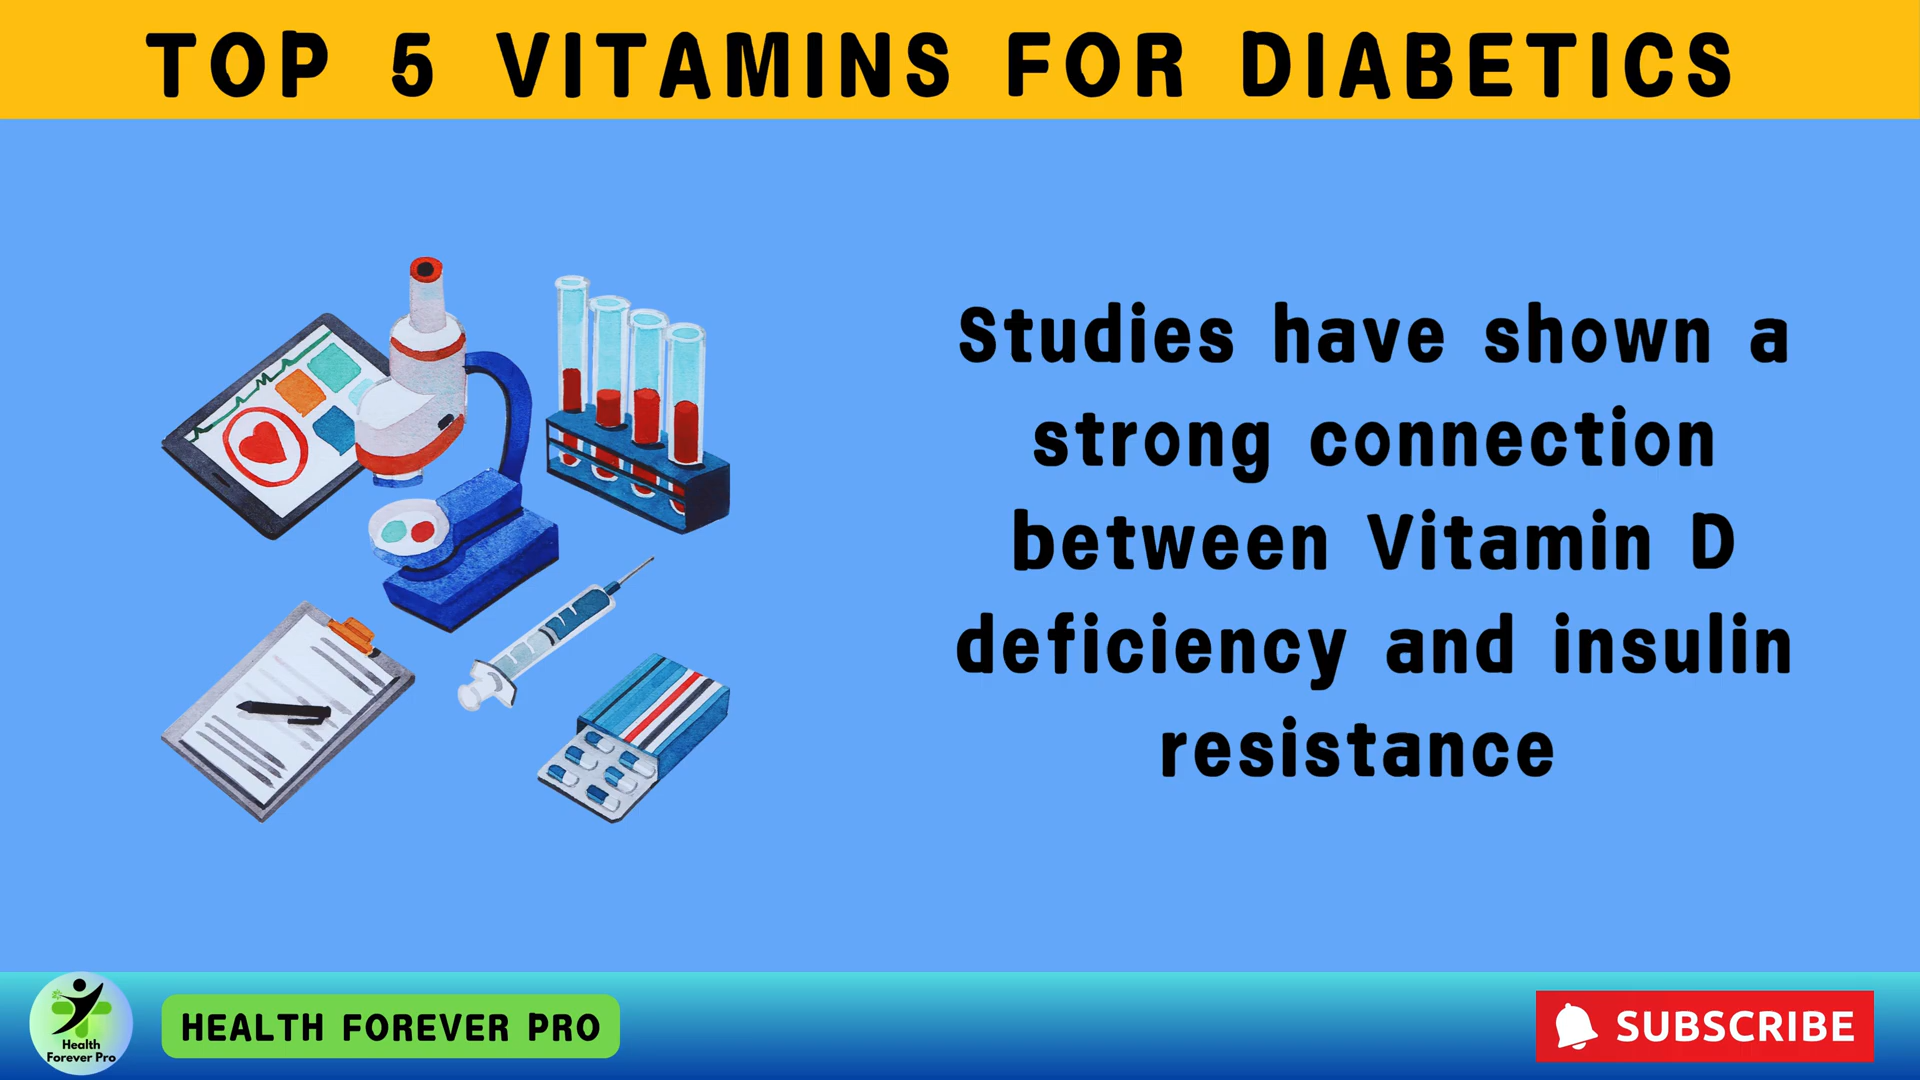 TOP 5 VITAMINS FOR DIABETICS
Studies have shown a
strong connection
between Vitamin D
deficiency and insulin
resistance
Health
Forever Pro
HEALTH FOREVER PRO
SUBSCRIBE